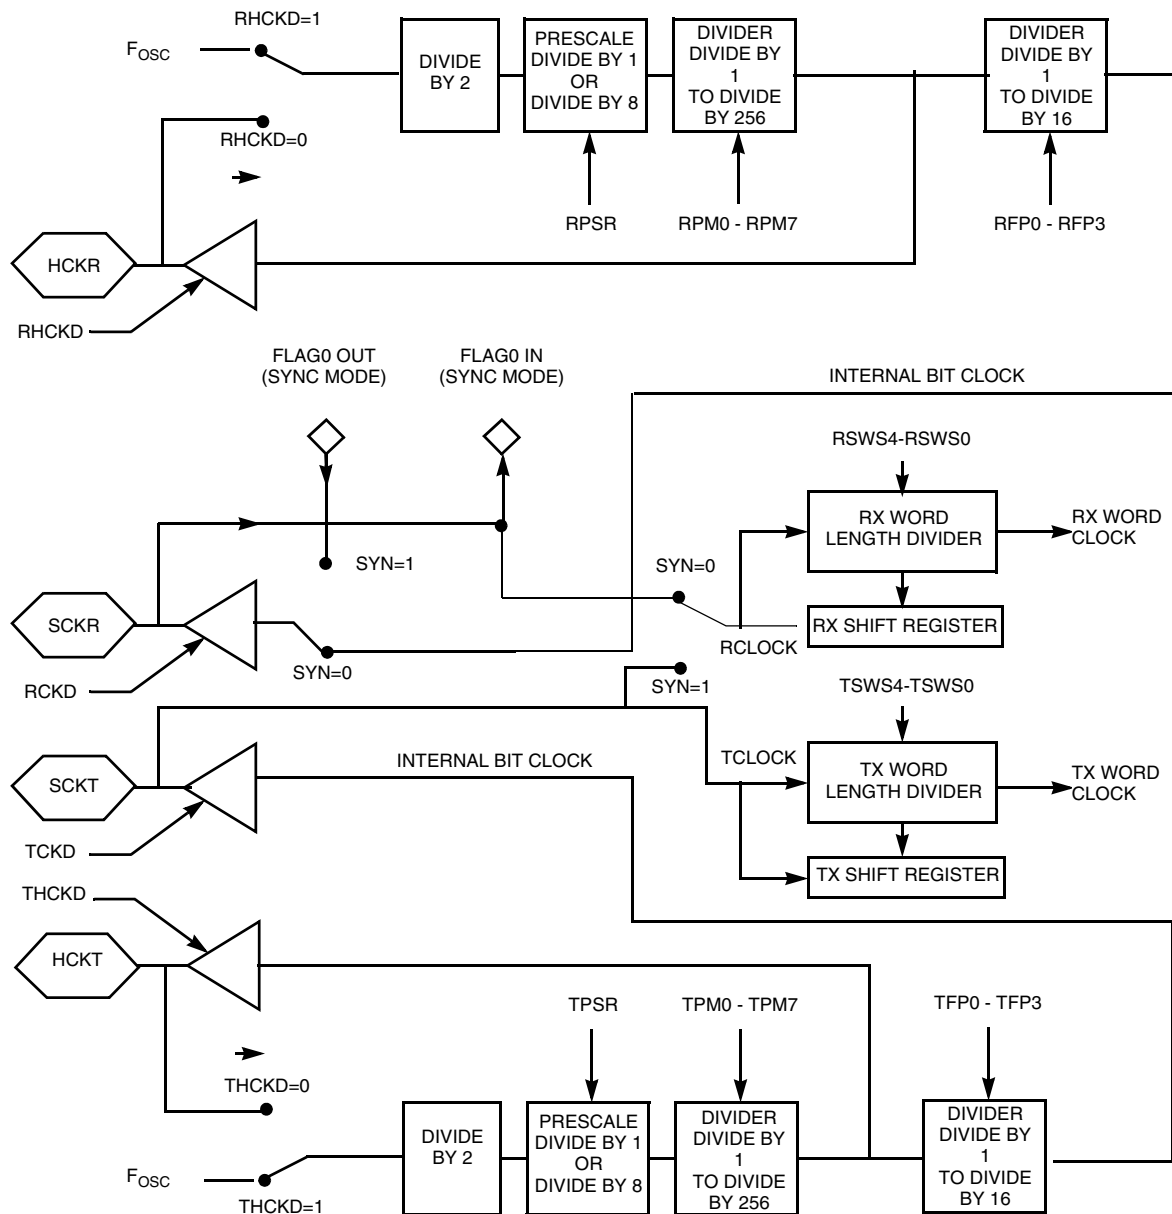 RHCKD=1
FOSC
DIVIDE
BY 2
PRESCALE
DIVIDE BY 1
OR
DIVIDE BY 8
DIVIDER
DIVIDE BY
1
TO DIVIDE
BY 256
DIVIDER
DIVIDE BY
1
TO DIVIDE
BY 16
RHCKD=0
RPSR
RPM0 - RPM7
RFP0 - RFP3
HCKR
RHCKD
FLAG0 OUT
(SYNC MODE)
FLAG0 IN
(SYNC MODE)
INTERNAL BIT CLOCK
RSWS4-RSWS0
RX WORD
LENGTH DIVIDER
RX WORD
CLOCK
SYN=1
SYN=0
SCKR
RX SHIFT REGISTER
RCLOCK
SYN=0
RCKD
SYN=1
TSWS4-TSWS0
INTERNAL BIT CLOCK
TCLOCK
SCKT
TX WORD
LENGTH DIVIDER
TX WORD
CLOCK
TCKD
TX SHIFT REGISTER
THCKD
HCKT
TPSR
TPM0 - TPM7
TFP0 - TFP3
THCKD=0
DIVIDE
BY 2
PRESCALE
DIVIDE BY 1
OR
DIVIDE BY 8
DIVIDER
DIVIDE BY
1
TO DIVIDE
BY 256
DIVIDER
DIVIDE BY
1
TO DIVIDE
BY 16
FOSC
THCKD=1